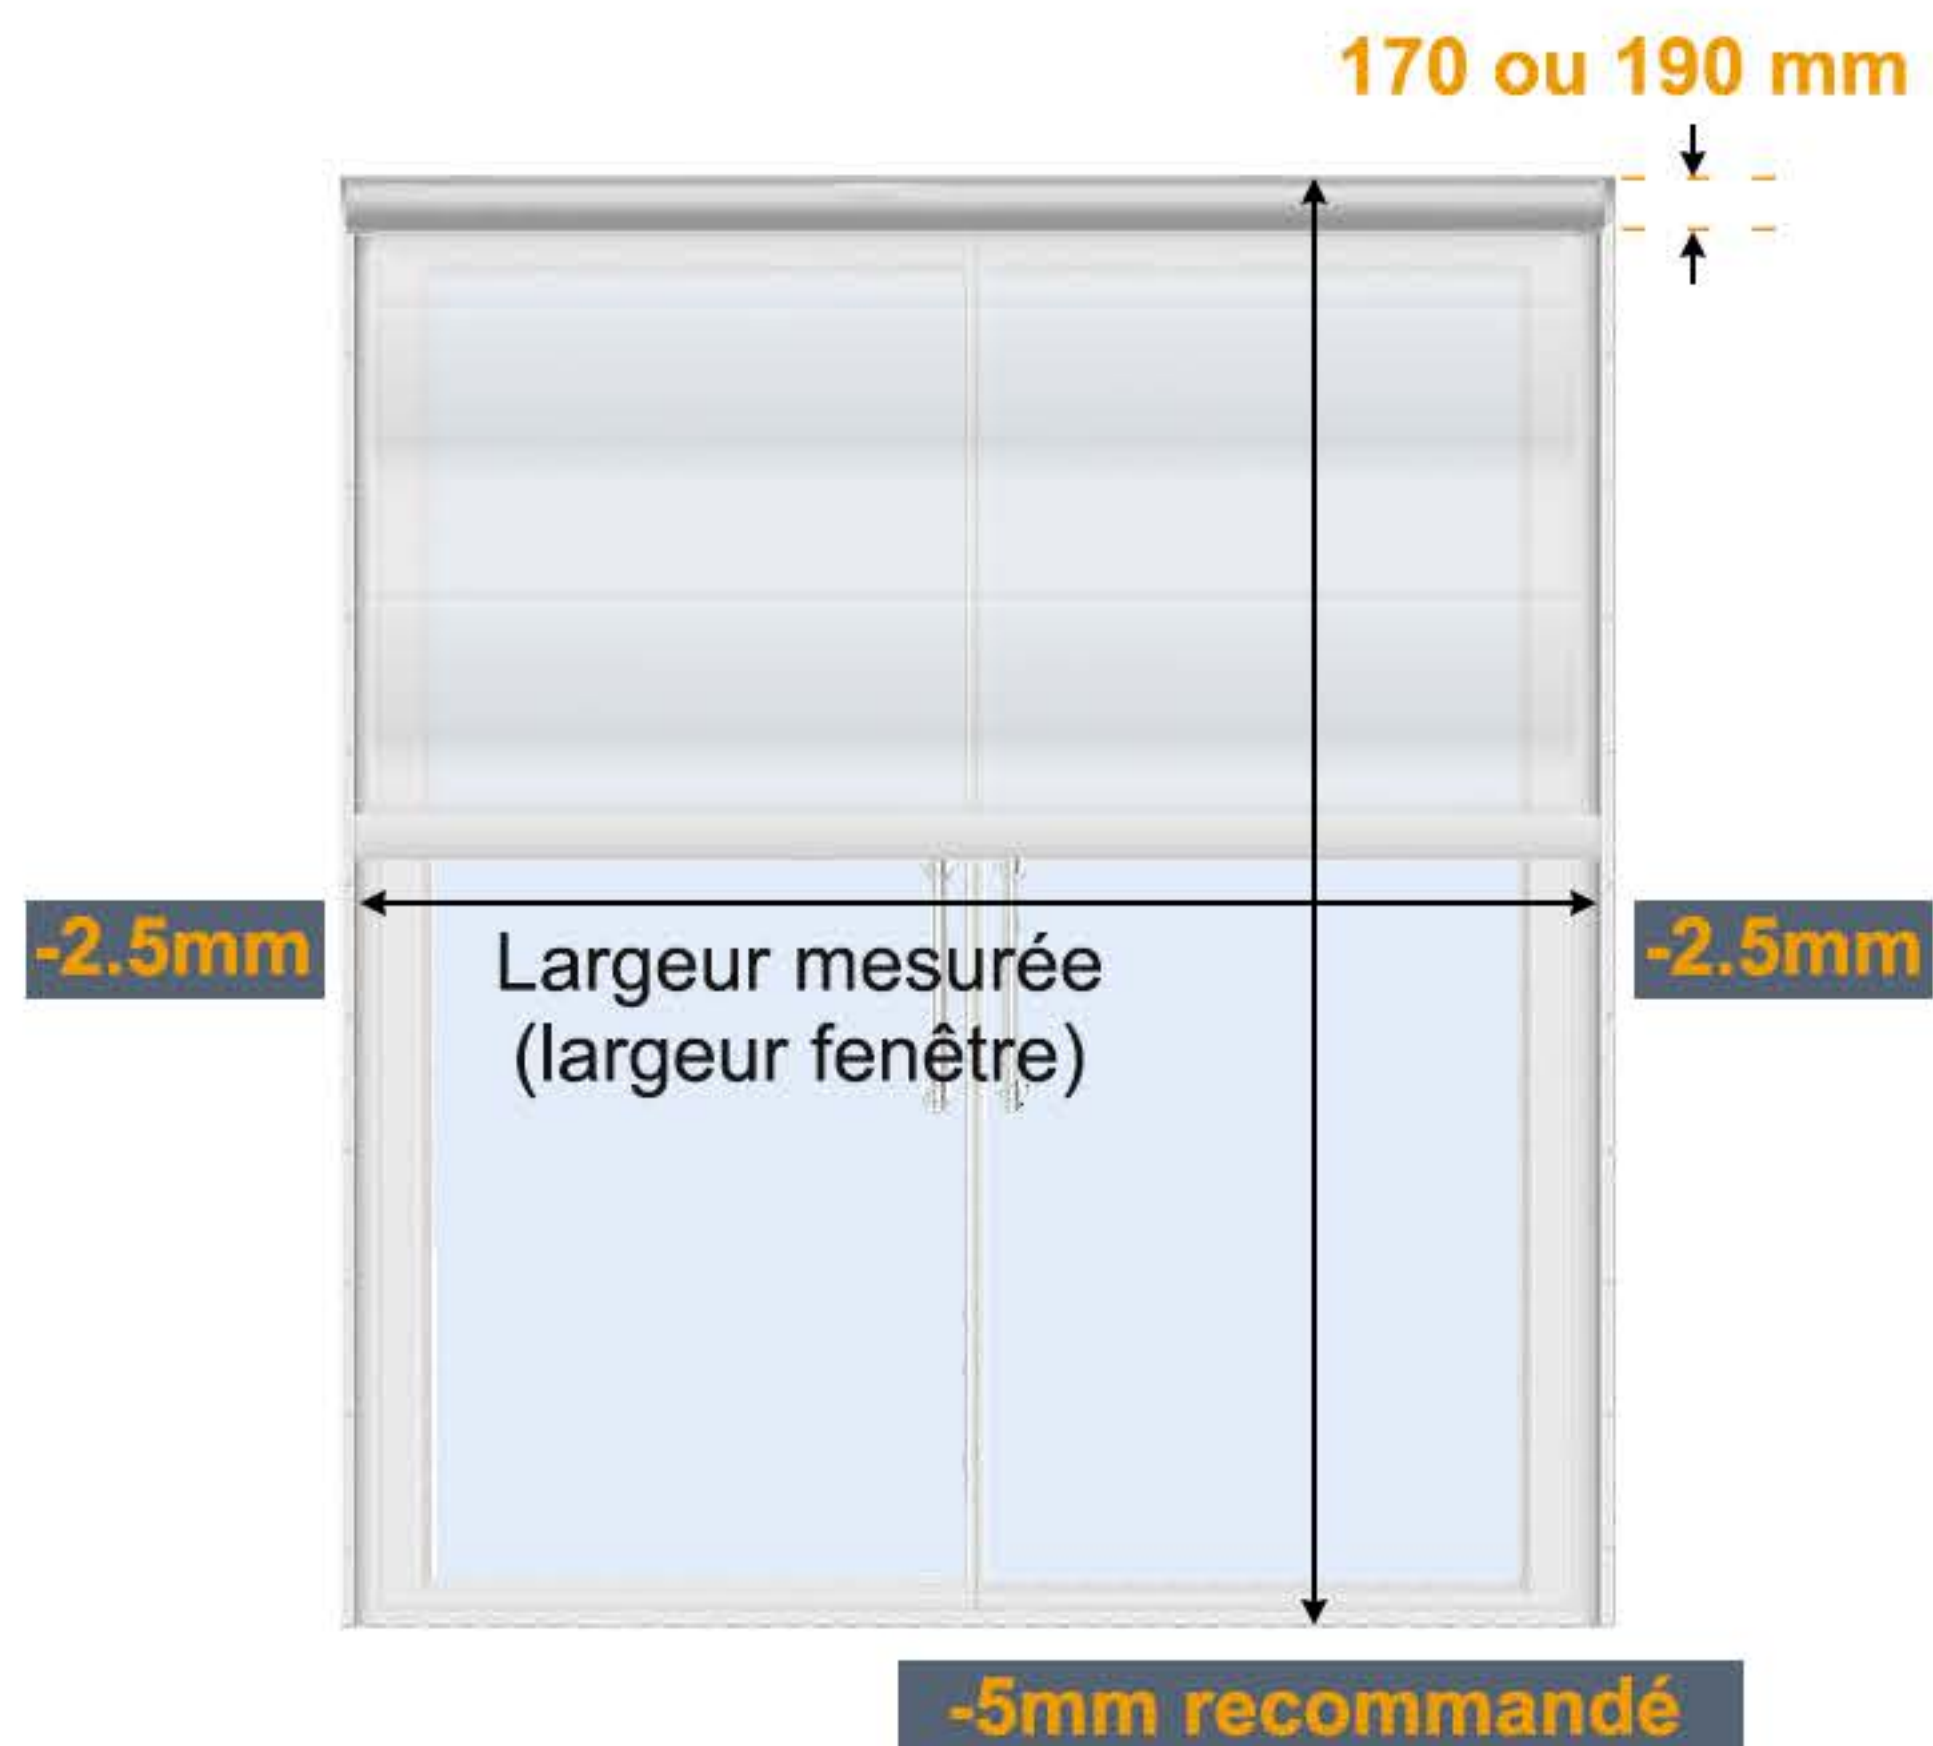 170 ou 190 mm
-2.5mm
Largeur mesurée
(largeur fenêtre)
-2.5mm
-5mm recommandé